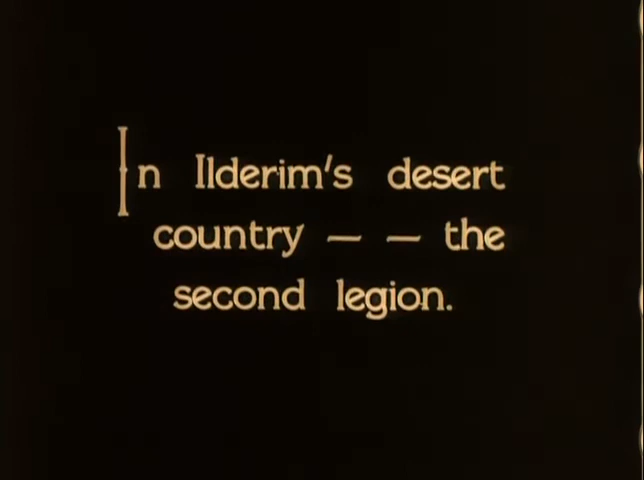 In Ilderim's desert
country — — the
second legion.